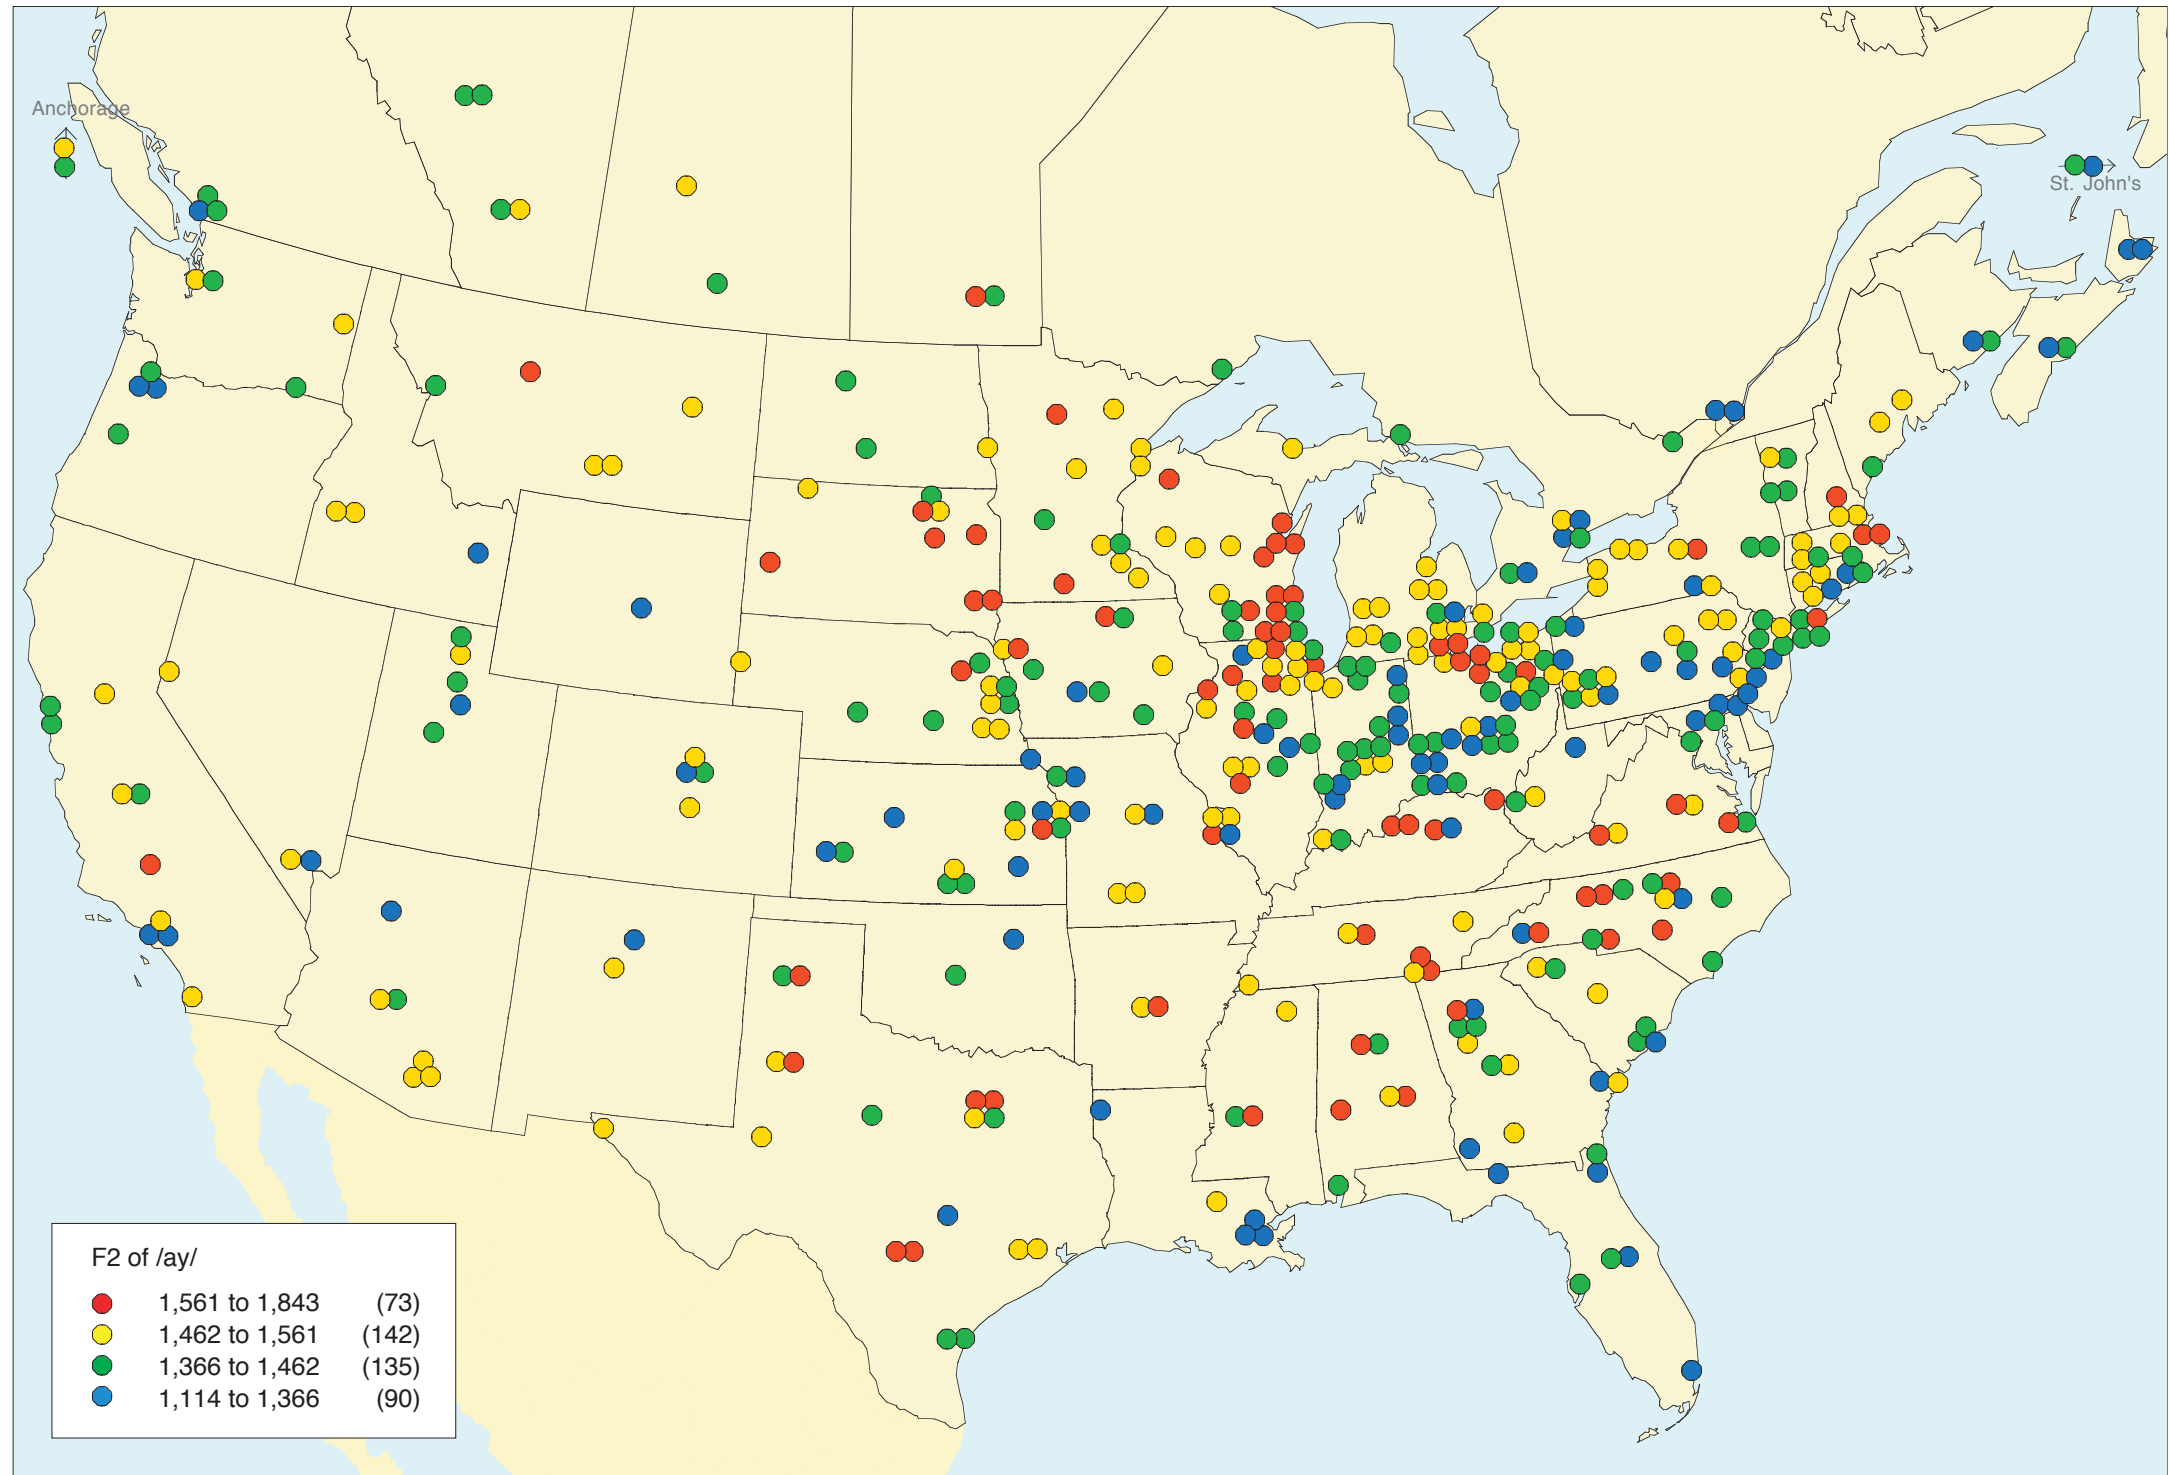 Anchorage
St. John's
F2 of /ay/
1,561 to 1,843 (73)
1,462 to 1,561 (142)
1,366 to 1,462 (135)
1,114 to 1,366 (90)